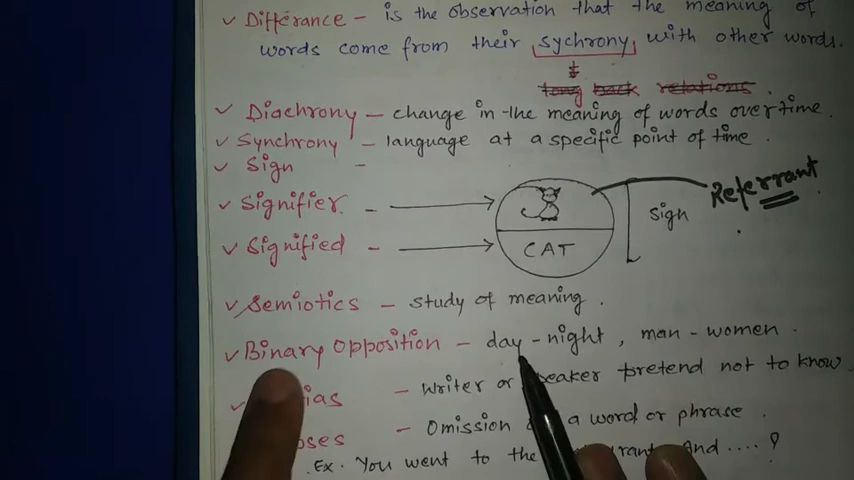 ✓ Différance - is the observation that the meaning of
words come from their sychrony with other words.
tong back relations.
✓ Diachrony - change in the meaning of words over time.
✓ Synchrony - language at a specific point of time.
✓ Sign -
✓ Signifier. -
✓ Signified -
CAT
sign
Referrant
✓ Semiotics - study of meaning.
✓ Binary Opposition - day - night, man - women.
- writer or pretend not to know
- Omission a word or phrase.
Ex. You went to the And ....?